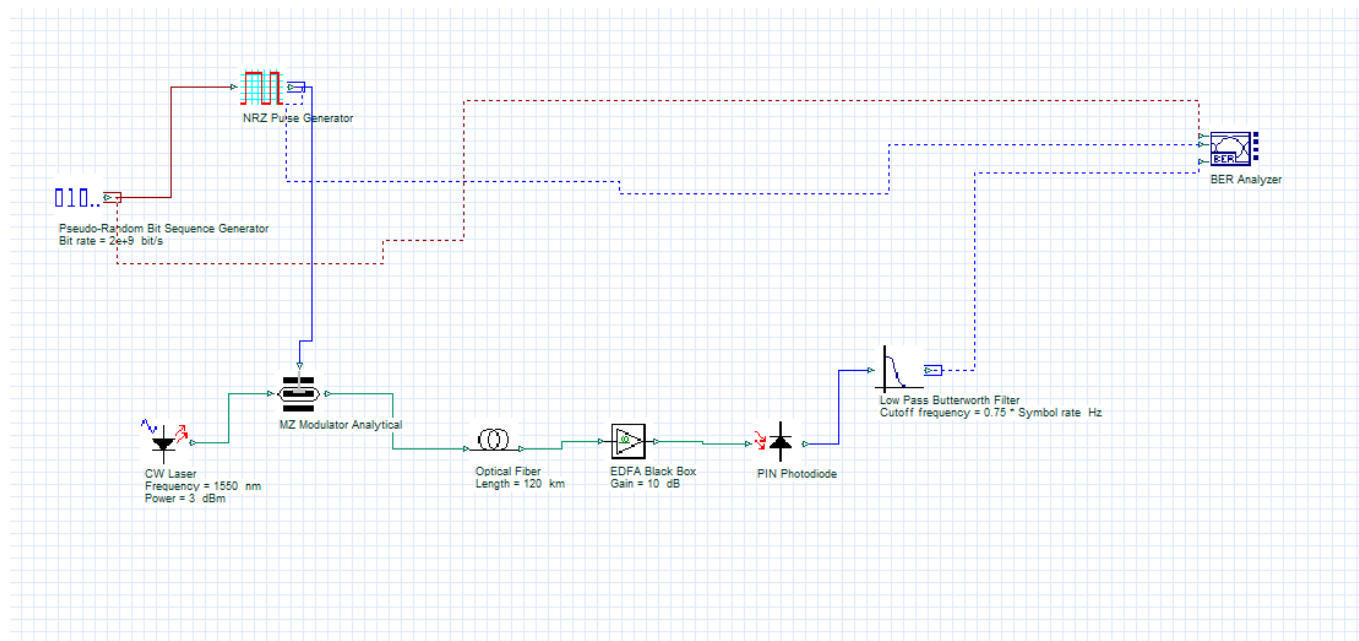 NRZ Pulse Generator
BER
BER Analyzer
010..
Pseudo-Random Bit Sequence Generator
Bit rate = 2e+9 bit/s
Low Pass Butterworth Filter
Cutoff frequency = 0.75 * Symbol rate Hz
MZ Modulator Analytical
CW Laser
Frequency = 1550 nm
Power = 3 dBm
Optical Fiber
Length = 120 km
EDFA Black Box
Gain = 10 dB
PIN Photodiode